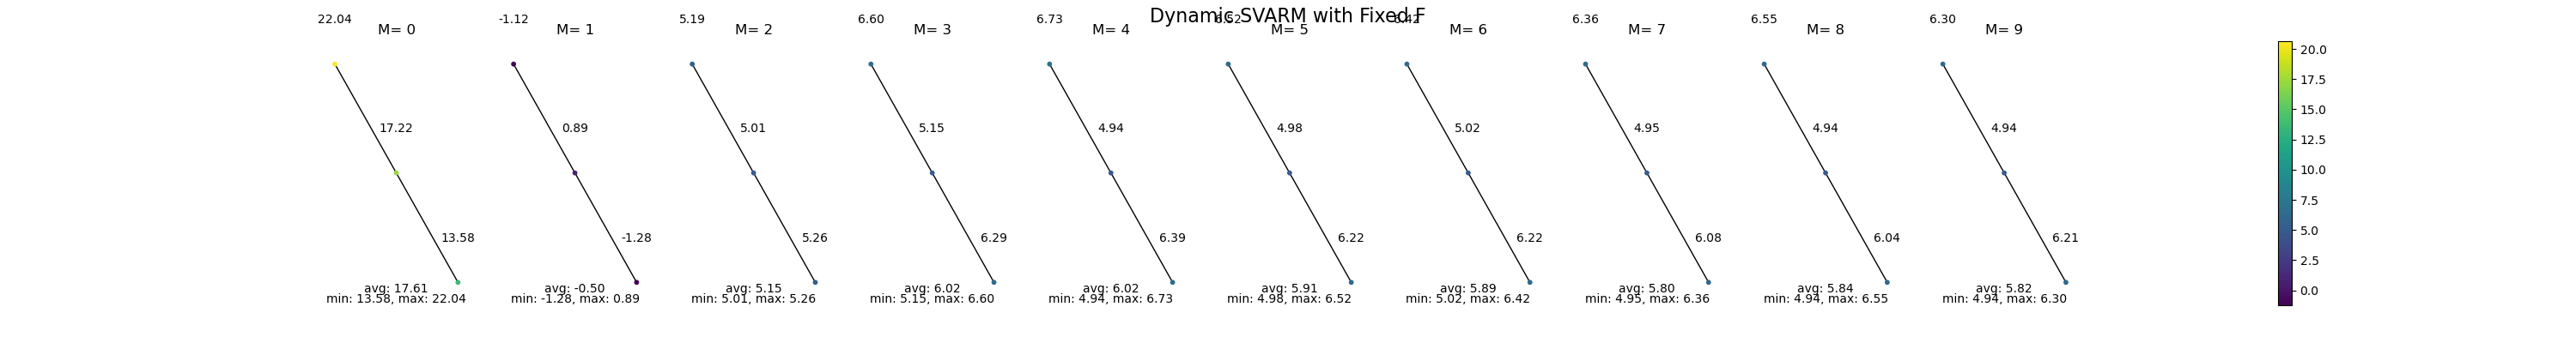 Dynamic SVARM with Fixed F
22.04 -1.12 5.19 6.60 6.73 6.52 6.42 6.36 6.55 6.30
M= 0 M= 1 M= 2 M= 3 M= 4 M= 5 M= 6 M= 7 M= 8 M= 9
17.22 0.89 5.01 5.15 4.94 4.98 5.02 4.95 4.94 4.94
13.58 -1.28 5.26 6.29 6.39 6.22 6.22 6.08 6.04 6.21
avg: 17.61 avg: -0.50 avg: 5.15 avg: 6.02 avg: 6.02 avg: 5.91 avg: 5.89 avg: 5.80 avg: 5.84 avg: 5.82
min: 13.58, max: 22.04 min: -1.28, max: 0.89 min: 5.01, max: 5.26 min: 5.15, max: 6.60 min: 4.94, max: 6.73 min: 4.98, max: 6.52 min: 5.02, max: 6.42 min: 4.95, max: 6.36 min: 4.94, max: 6.55 min: 4.94, max: 6.30
20.0
17.5
15.0
12.5
10.0
7.5
5.0
2.5
0.0